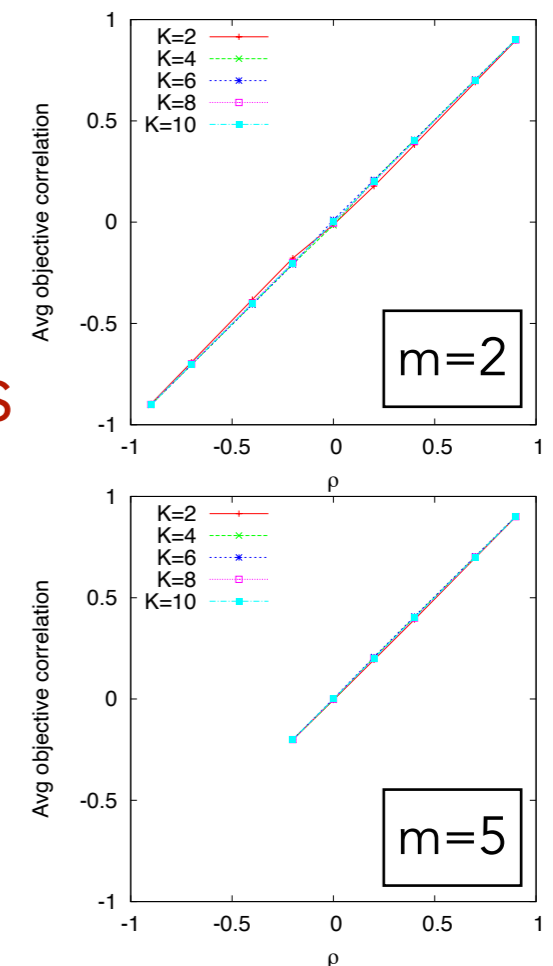 1
K=2
K=4
K=6
K=8
K=10
0.5
0
-0.5
-1
Avg objective correlation
m=2
-1 -0.5 0 0.5 1
ρ
s
1
K=2
K=4
K=6
K=8
K=10
0.5
0
-0.5
-1
Avg objective correlation
m=5
-1 -0.5 0 0.5 1
ρ